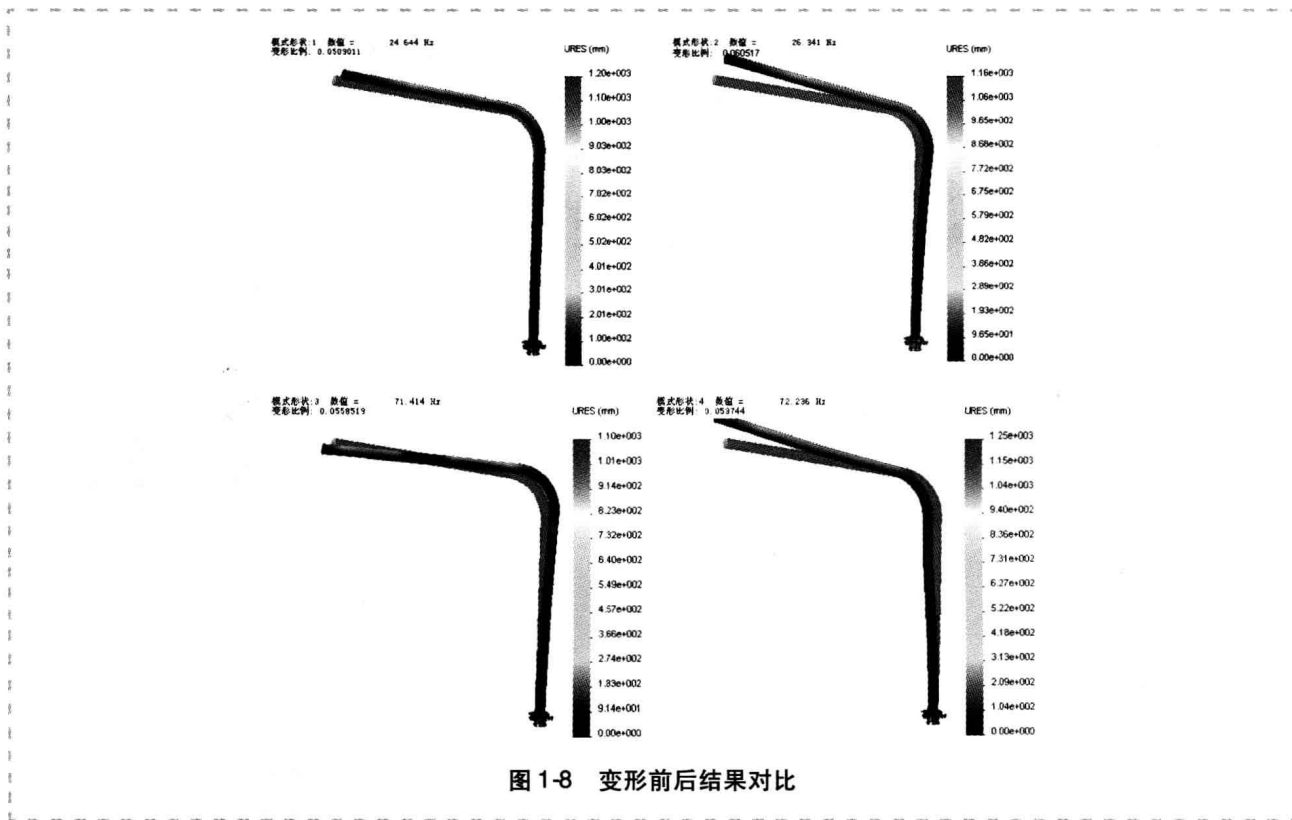 模式形状:1 数值 = 24.644 Hz
变形比例: 0.0509011
URES (mm)
1.20e+003
1.10e+003
1.00e+003
9.03e+002
8.03e+002
7.02e+002
6.02e+002
5.02e+002
4.01e+002
3.01e+002
2.01e+002
1.00e+002
0.00e+000
模式形状:2 数值 = 26.341 Hz
变形比例: 0.060517
URES (mm)
1.16e+003
1.06e+003
9.65e+002
8.68e+002
7.72e+002
6.75e+002
5.79e+002
4.82e+002
3.86e+002
2.89e+002
1.93e+002
9.65e+001
0.00e+000
模式形状:3 数值 = 71.414 Hz
变形比例: 0.0558519
URES (mm)
1.10e+003
1.01e+003
9.14e+002
8.23e+002
7.32e+002
6.40e+002
5.49e+002
4.57e+002
3.66e+002
2.74e+002
1.83e+002
9.14e+001
0.00e+000
模式形状:4 数值 = 72.236 Hz
变形比例: 0.053744
URES (mm)
1.25e+003
1.15e+003
1.04e+003
9.40e+002
8.36e+002
7.31e+002
6.27e+002
5.22e+002
4.18e+002
3.13e+002
2.09e+002
1.04e+002
0.00e+000
图 1-8 变形前后结果对比